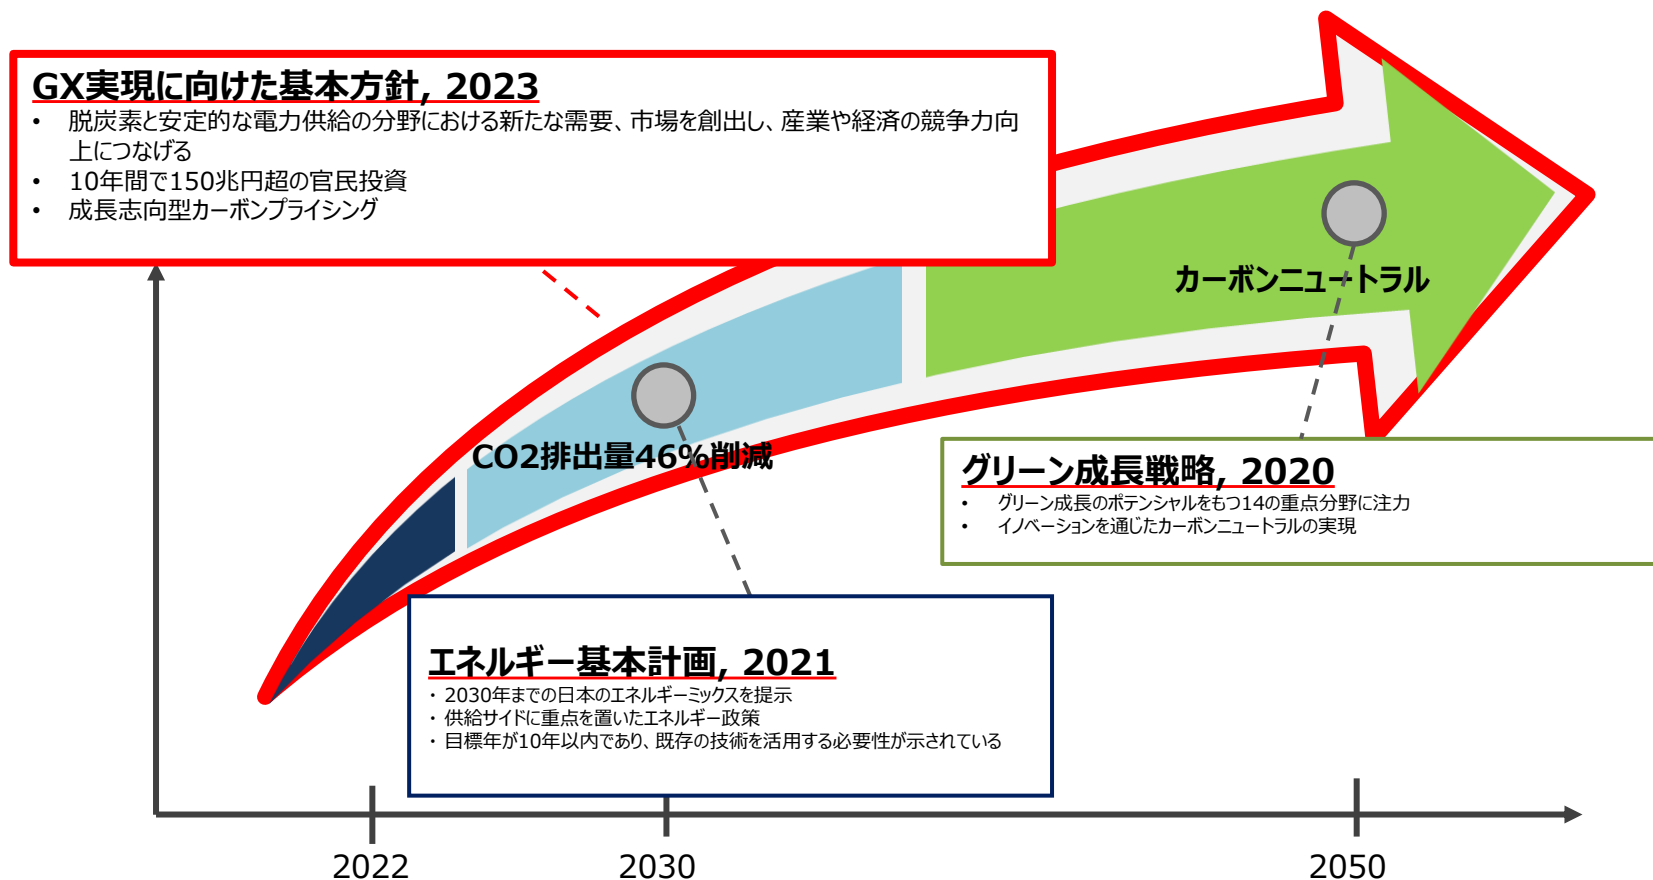 GX実現に向けた基本方針, 2023
• 脱炭素と安定的な電力供給の分野における新たな需要、市場を創出し、産業や経済の競争力向
上につなげる
• 10年間で150兆円超の官民投資
• 成長志向型カーボンプライシング
カーボンニュートラル
CO2排出量46%削減
グリーン成長戦略, 2020
• グリーン成長のポテンシャルをもつ14の重点分野に注力
• イノベーションを通じたカーボンニュートラルの実現
エネルギー基本計画, 2021
・2030年までの日本のエネルギーミックスを提示
・供給サイドに重点を置いたエネルギー政策
・目標年が10年以内であり、既存の技術を活用する必要性が示されている
2022
2030
2050